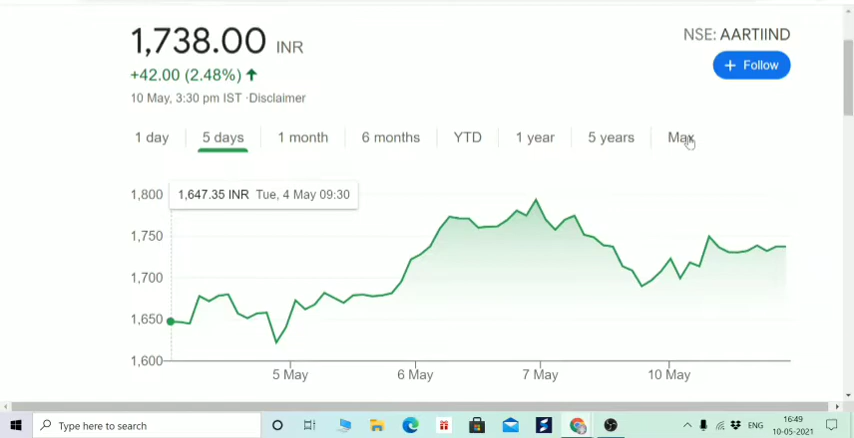 1,738.00 INR
NSE: AARTIIND
+ Follow
+42.00 (2.48%) ↑
10 May, 3:30 pm IST ·Disclaimer
1 day 5 days 1 month 6 months YTD 1 year 5 years Max
1,647.35 INR Tue, 4 May 09:30
1,800
1,750
1,700
1,650
1,600
5 May 6 May 7 May 10 May
Type here to search
ENG
16:49
10-05-2021